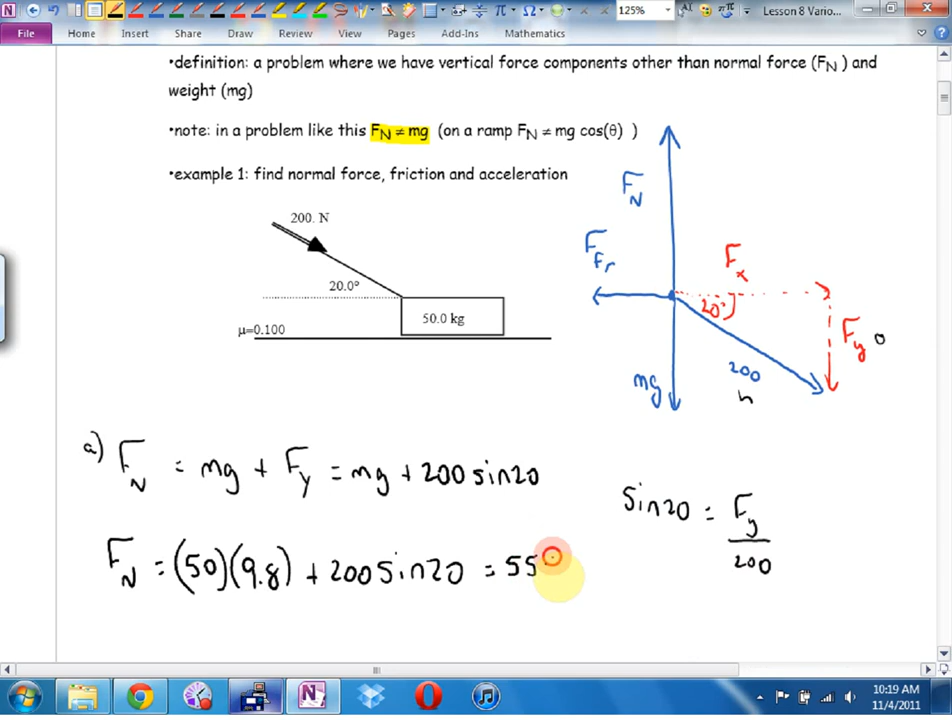 125%
Lesson 8 Vario...
File Home Insert Share Draw Review View Pages Add-Ins Mathematics
•definition: a problem where we have vertical force components other than normal force (FN) and
weight (mg)
•note: in a problem like this FN ≠ mg (on a ramp FN ≠ mg cos(θ) )
•example 1: find normal force, friction and acceleration
FN
200. N
FFr
Fx
20.0°
20°
50.0 kg
μ=0.100
Fy o
mg
200
h
a) FN = mg + Fy = mg + 200 sin20
sin20 = Fy
200
FN = (50)(9.8) + 200 sin20 = 55
10:19 AM
11/4/2011